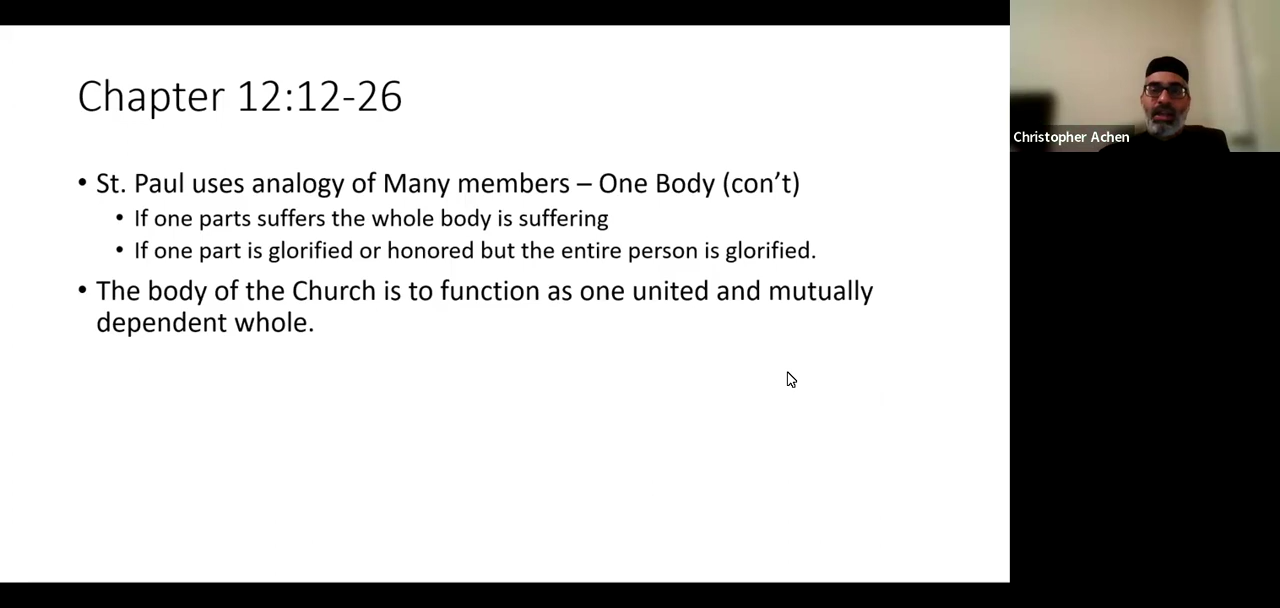 Chapter 12:12-26
• St. Paul uses analogy of Many members – One Body (con’t)
• If one parts suffers the whole body is suffering
• If one part is glorified or honored but the entire person is glorified.
• The body of the Church is to function as one united and mutually
dependent whole.
Christopher Achen